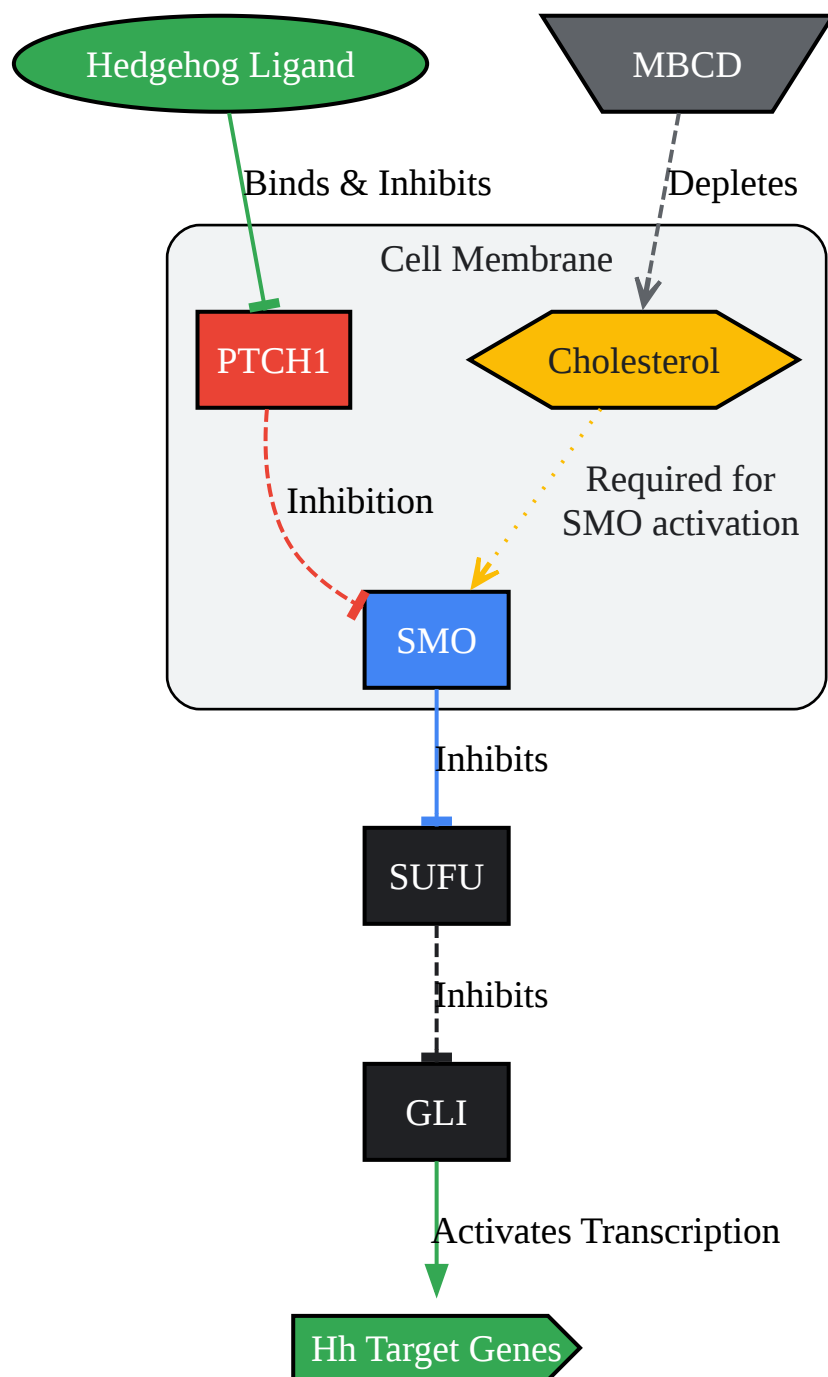 Hedgehog Ligand
MBCD
Binds & Inhibits
Depletes
Cell Membrane
PTCH1
Cholesterol
Inhibition
Required for
SMO activation
SMO
Inhibits
SUFU
Inhibits
GLI
Activates Transcription
Hh Target Genes